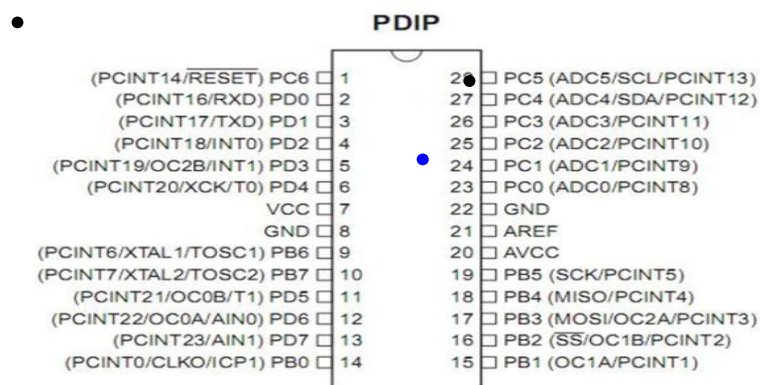 PDIP
(PCINT14/RESET) PC6 1 28 PC5 (ADC5/SCL/PCINT13)
(PCINT16/RXD) PD0 2 27 PC4 (ADC4/SDA/PCINT12)
(PCINT17/TXD) PD1 3 26 PC3 (ADC3/PCINT11)
(PCINT18/INT0) PD2 4 25 PC2 (ADC2/PCINT10)
(PCINT19/OC2B/INT1) PD3 5 24 PC1 (ADC1/PCINT9)
(PCINT20/XCK/T0) PD4 6 23 PC0 (ADC0/PCINT8)
VCC 7 22 GND
GND 8 21 AREF
(PCINT6/XTAL1/TOSC1) PB6 9 20 AVCC
(PCINT7/XTAL2/TOSC2) PB7 10 19 PB5 (SCK/PCINT5)
(PCINT21/OC0B/T1) PD5 11 18 PB4 (MISO/PCINT4)
(PCINT22/OC0A/AIN0) PD6 12 17 PB3 (MOSI/OC2A/PCINT3)
(PCINT23/AIN1) PD7 13 16 PB2 (SS/OC1B/PCINT2)
(PCINT0/CLKO/ICP1) PB0 14 15 PB1 (OC1A/PCINT1)